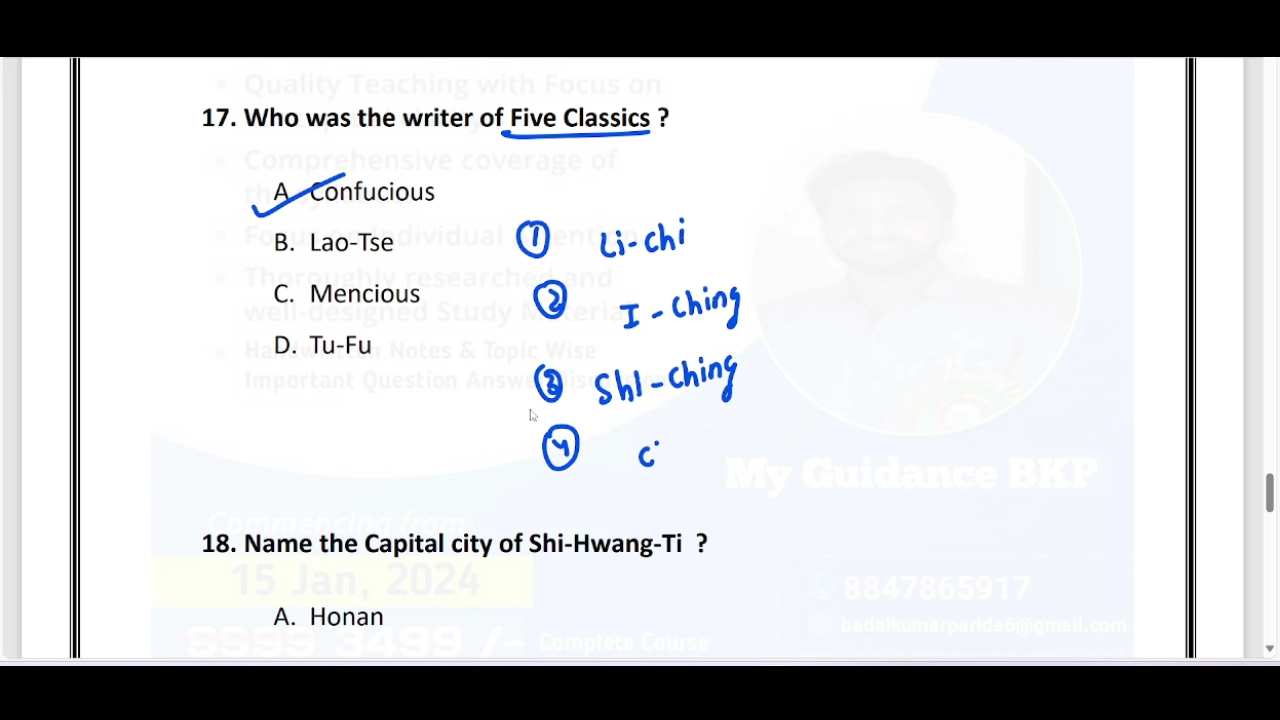 Quality Teaching with Focus on
17. Who was the writer of Five Classics ?
Comprehensive coverage of
A. Confucious
B. Lao-Tse
Focus on Individual Attention
Thoroughly researched and
well-designed Study Material
C. Mencious
D. Tu-Fu
Handwritten Notes & Topic Wise
Important Question Answer
① Li-chi
② I-Ching
③ ShI-Ching
④ Ci
My Guidance BKP
Commencing from
18. Name the Capital city of Shi-Hwang-Ti ?
15 Jan, 2024
8847865917
A. Honan
badalkumarparida6@gmail.com
9999 3499 /- Complete Course